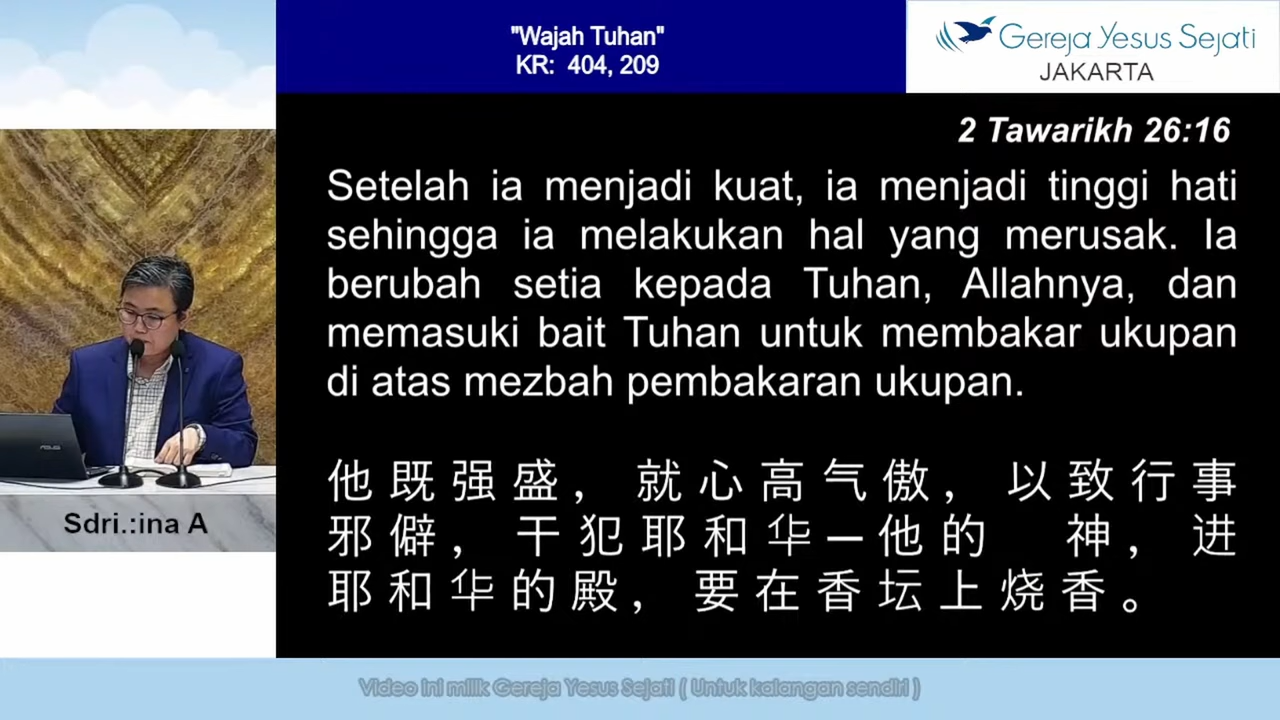 "Wajah Tuhan"
KR: 404, 209
Gereja Yesus Sejati
JAKARTA
2 Tawarikh 26:16
Setelah ia menjadi kuat, ia menjadi tinggi hati
sehingga ia melakukan hal yang merusak. Ia
berubah setia kepada Tuhan, Allahnya, dan
memasuki bait Tuhan untuk membakar ukupan
di atas mezbah pembakaran ukupan.
他既强盛，就心高气傲，以致行事
邪僻，干犯耶和华—他的　神，进
耶和华的殿，要在香坛上烧香。
ASUS
Sdri.:ina A
Video ini milik Gereja Yesus Sejati ( Untuk kalangan sendiri )